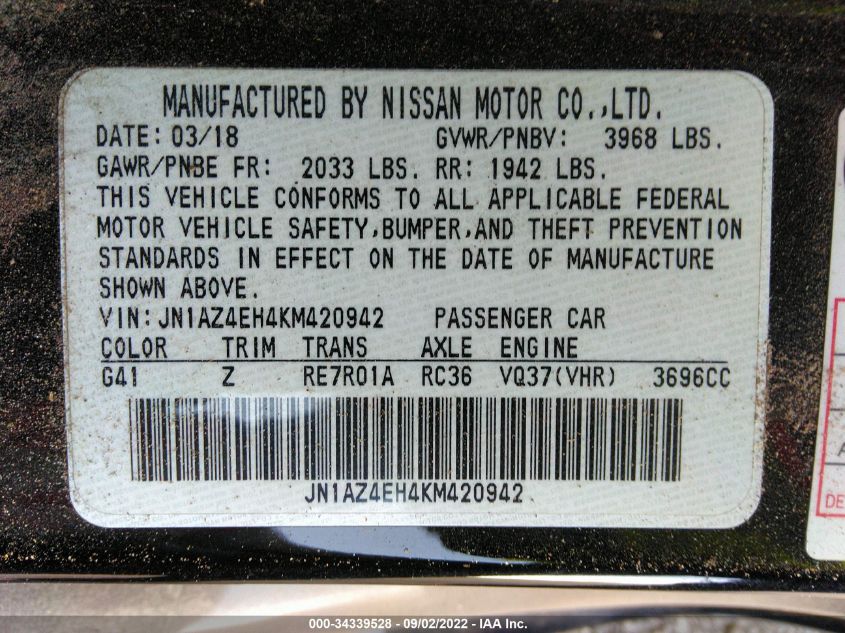 MANUFACTURED BY NISSAN MOTOR CO.,LTD.
DATE: 03/18 GVWR/PNBV: 3968 LBS.
GAWR/PNBE FR: 2033 LBS. RR: 1942 LBS.
THIS VEHICLE CONFORMS TO ALL APPLICABLE FEDERAL
MOTOR VEHICLE SAFETY,BUMPER,AND THEFT PREVENTION
STANDARDS IN EFFECT ON THE DATE OF MANUFACTURE
SHOWN ABOVE.
VIN:JN1AZ4EH4KM420942 PASSENGER CAR
COLOR TRIM TRANS AXLE ENGINE
G41 Z RE7R01A RC36 VQ37(VHR) 3696CC
JN1AZ4EH4KM420942
000-34339528 - 09/02/2022 - IAAI.com